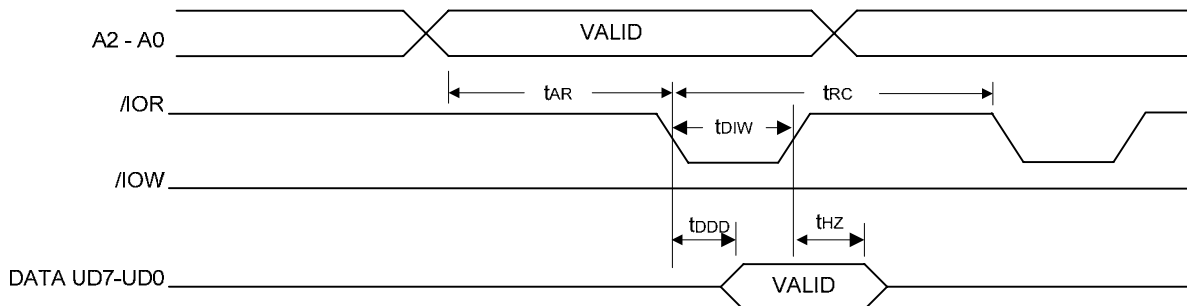 A2 - A0
VALID
tAR
tRC
/IOR
tDIW
/IOW
tDDD
tHZ
DATA UD7-UD0
VALID